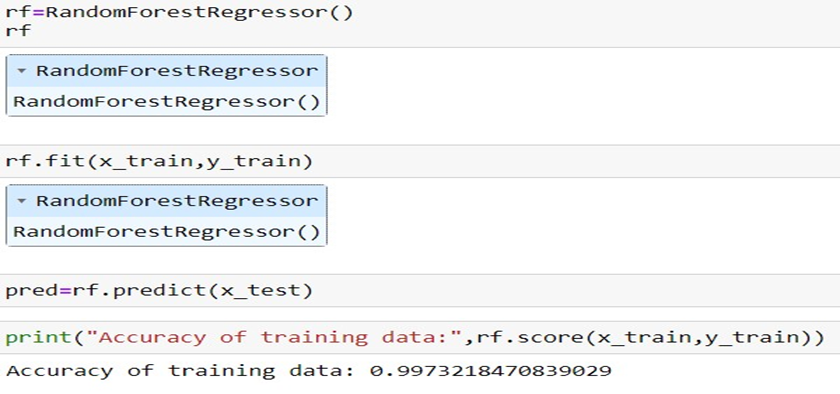 rf=RandomForestRegressor()
rf
RandomForestRegressor
RandomForestRegressor()
rf.fit(x_train,y_train)
RandomForestRegressor
RandomForestRegressor()
pred=rf.predict(x_test)
print("Accuracy of training data:",rf.score(x_train,y_train))
Accuracy of training data: 0.9973218470839029